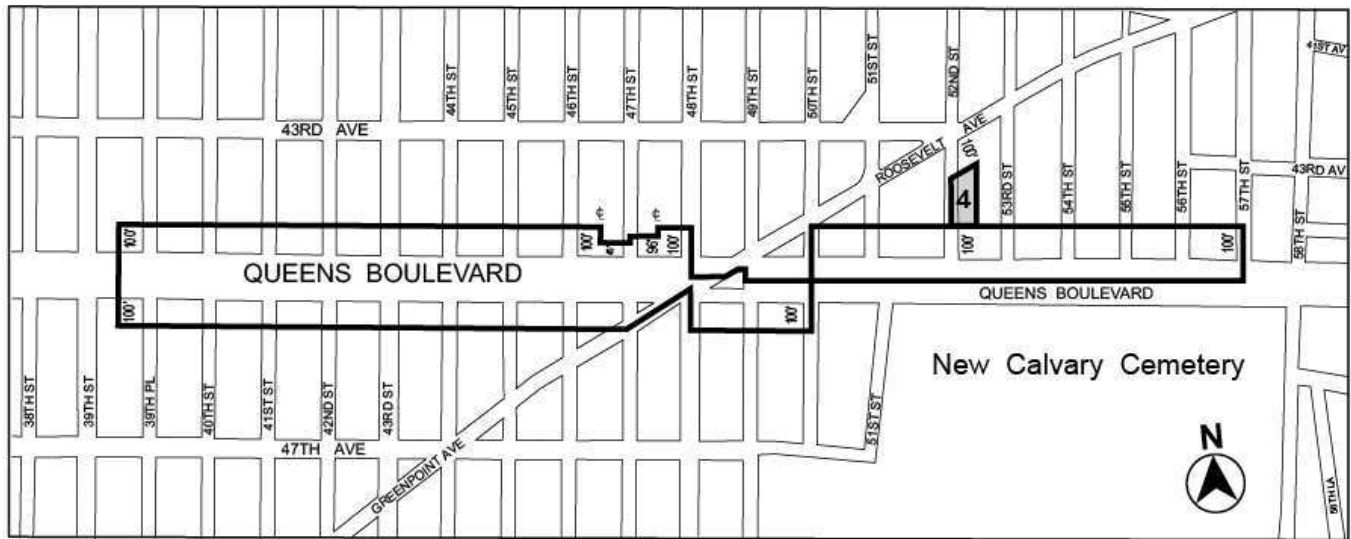 44TH ST
45TH ST
46TH ST
47TH ST
48TH ST
49TH ST
50TH ST
51ST ST
52ND ST
41ST AV
43RD AVE
ROOSEVELT AVE
100'
4
53RD ST
54TH ST
55TH ST
56TH ST
57TH ST
58TH ST
43RD AV
100'
℄
℄
100'
96'
100'
100'
100'
QUEENS BOULEVARD
QUEENS BOULEVARD
100'
100'
New Calvary Cemetery
38TH ST
39TH ST
39TH PL
40TH ST
41ST ST
42ND ST
43RD ST
47TH AVE
GREENPOINT AVE
51ST ST
N